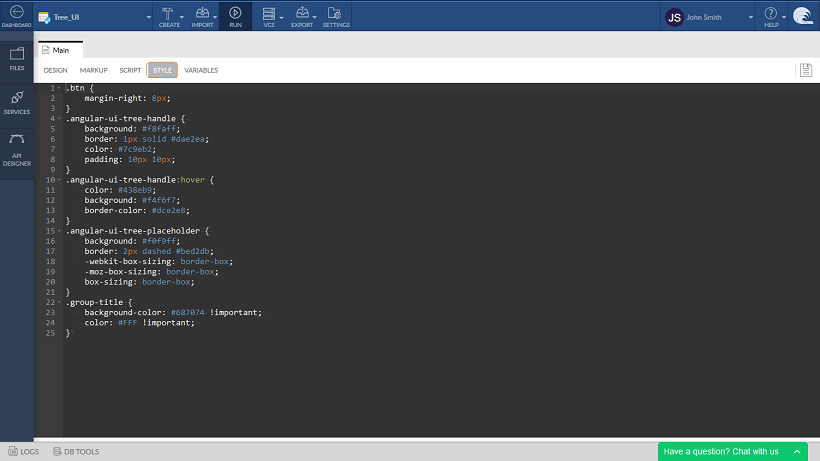 DASHBOARD
Tree_UI
CREATE
IMPORT
RUN
VCS
EXPORT
SETTINGS
JS
John Smith
HELP
FILES
SERVICES
API
DESIGNER
Main
DESIGN MARKUP SCRIPT STYLE VARIABLES
1 .btn {
2 margin-right: 8px;
3 }
4 .angular-ui-tree-handle {
5 background: #f8faff;
6 border: 1px solid #dae2ea;
7 color: #7c9eb2;
8 padding: 10px 10px;
9 }
10 .angular-ui-tree-handle:hover {
11 color: #438eb9;
12 background: #f4f6f7;
13 border-color: #dce2e8;
14 }
15 .angular-ui-tree-placeholder {
16 background: #f0f9ff;
17 border: 2px dashed #bed2db;
18 -webkit-box-sizing: border-box;
19 -moz-box-sizing: border-box;
20 box-sizing: border-box;
21 }
22 .group-title {
23 background-color: #687074 !important;
24 color: #FFF !important;
25 }
LOGS
DB TOOLS
Have a question? Chat with us